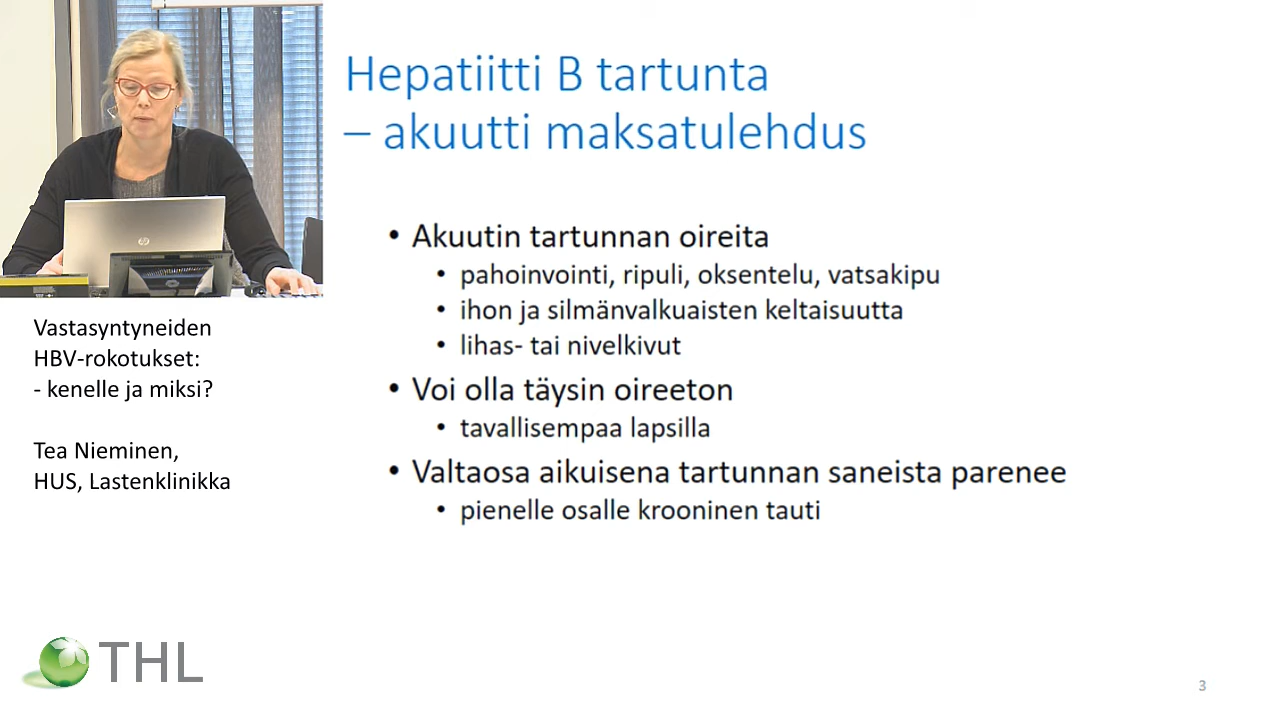 Hepatiitti B tartunta
– akuutti maksatulehdus
• Akuutin tartunnan oireita
• pahoinvointi, ripuli, oksentelu, vatsakipu
• ihon ja silmänvalkuaisten keltaisuutta
• lihas- tai nivelkivut
• Voi olla täysin oireeton
• tavallisempaa lapsilla
• Valtaosa aikuisena tartunnan saneista parenee
• pienelle osalle krooninen tauti
Vastasyntyneiden
HBV-rokotukset:
- kenelle ja miksi?
Tea Nieminen,
HUS, Lastenklinikka
THL
3